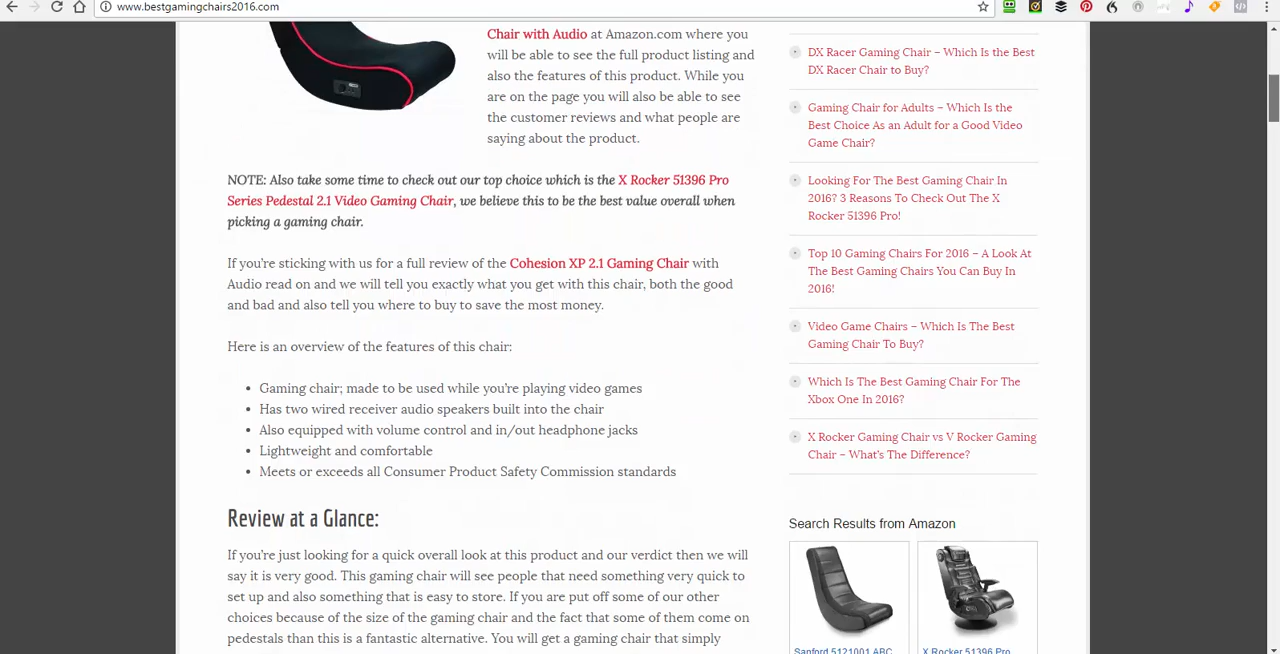 www.bestgamingchairs2016.com
Chair with Audio at Amazon.com where you
will be able to see the full product listing and
also the features of this product. While you
are on the page you will also be able to see
the customer reviews and what people are
saying about the product.
NOTE: Also take some time to check out our top choice which is the X Rocker 51396 Pro
Series Pedestal 2.1 Video Gaming Chair, we believe this to be the best value overall when
picking a gaming chair.
If you're sticking with us for a full review of the Cohesion XP 2.1 Gaming Chair with
Audio read on and we will tell you exactly what you get with this chair, both the good
and bad and also tell you where to buy to save the most money.
Here is an overview of the features of this chair:
• Gaming chair; made to be used while you're playing video games
• Has two wired receiver audio speakers built into the chair
• Also equipped with volume control and in/out headphone jacks
• Lightweight and comfortable
• Meets or exceeds all Consumer Product Safety Commission standards
Review at a Glance:
If you're just looking for a quick overall look at this product and our verdict then we will
say it is very good. This gaming chair will see people that need something very quick to
set up and also something that is easy to store. If you are put off some of our other
choices because of the size of the gaming chair and the fact that some of them come on
pedestals than this is a fantastic alternative. You will get a gaming chair that simply
DX Racer Gaming Chair – Which Is the Best
DX Racer Chair to Buy?
Gaming Chair for Adults – Which Is the
Best Choice As an Adult for a Good Video
Game Chair?
Looking For The Best Gaming Chair In
2016? 3 Reasons To Check Out The X
Rocker 51396 Pro!
Top 10 Gaming Chairs For 2016 – A Look At
The Best Gaming Chairs You Can Buy In
2016!
Video Game Chairs – Which Is The Best
Gaming Chair To Buy?
Which Is The Best Gaming Chair For The
Xbox One In 2016?
X Rocker Gaming Chair vs V Rocker Gaming
Chair – What's The Difference?
Search Results from Amazon
Sanford 5121001 ABC
X Rocker 51396 Pro